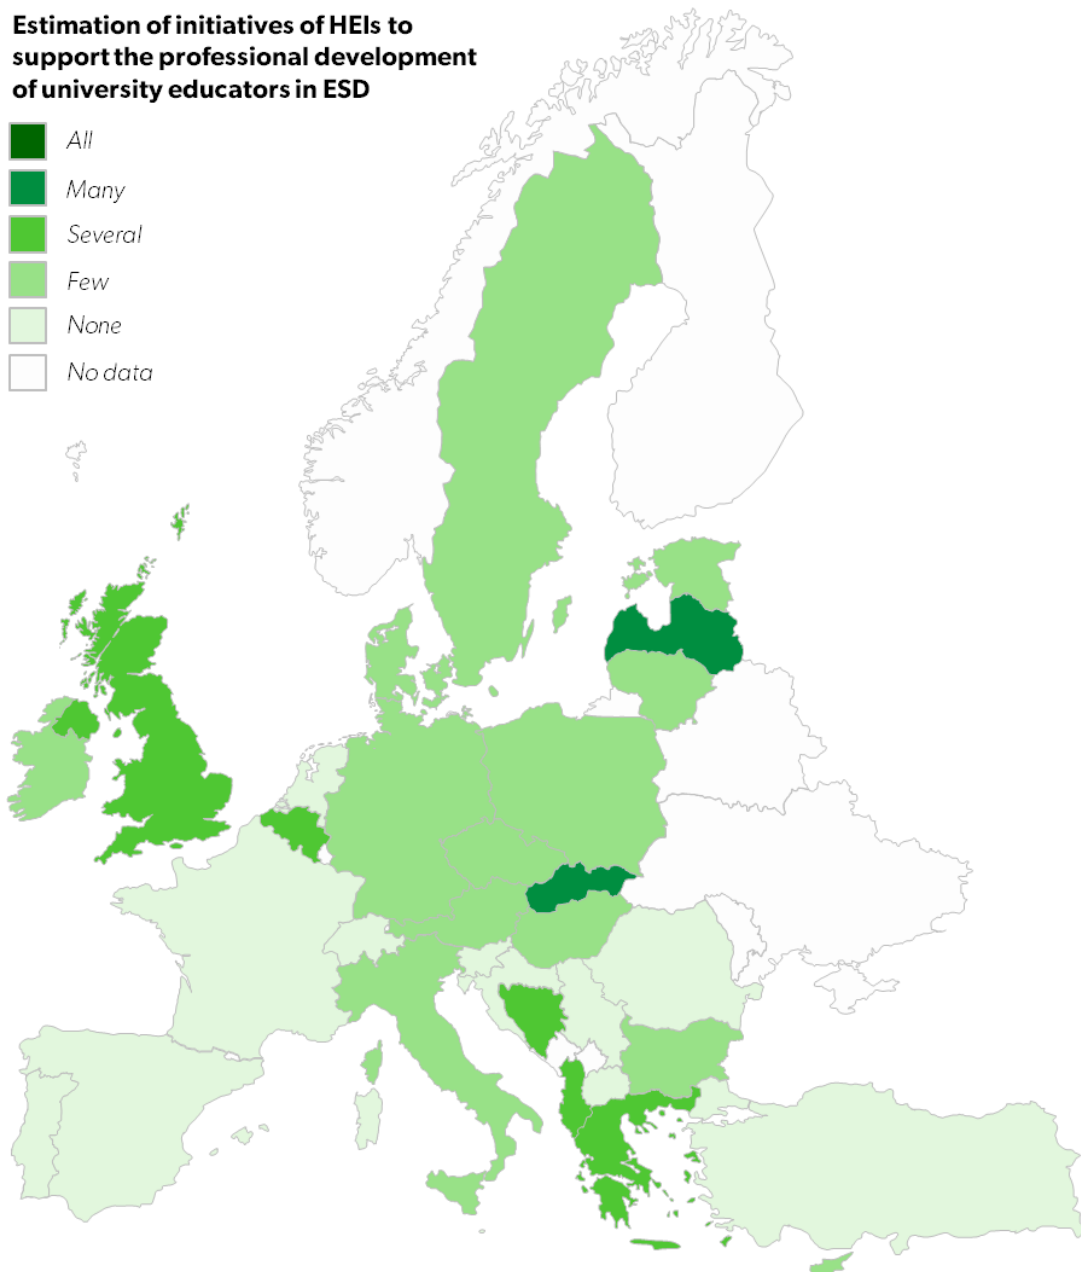 Estimation of initiatives of HEIs to
support the professional development
of university educators in ESD
All
Many
Several
Few
None
No data